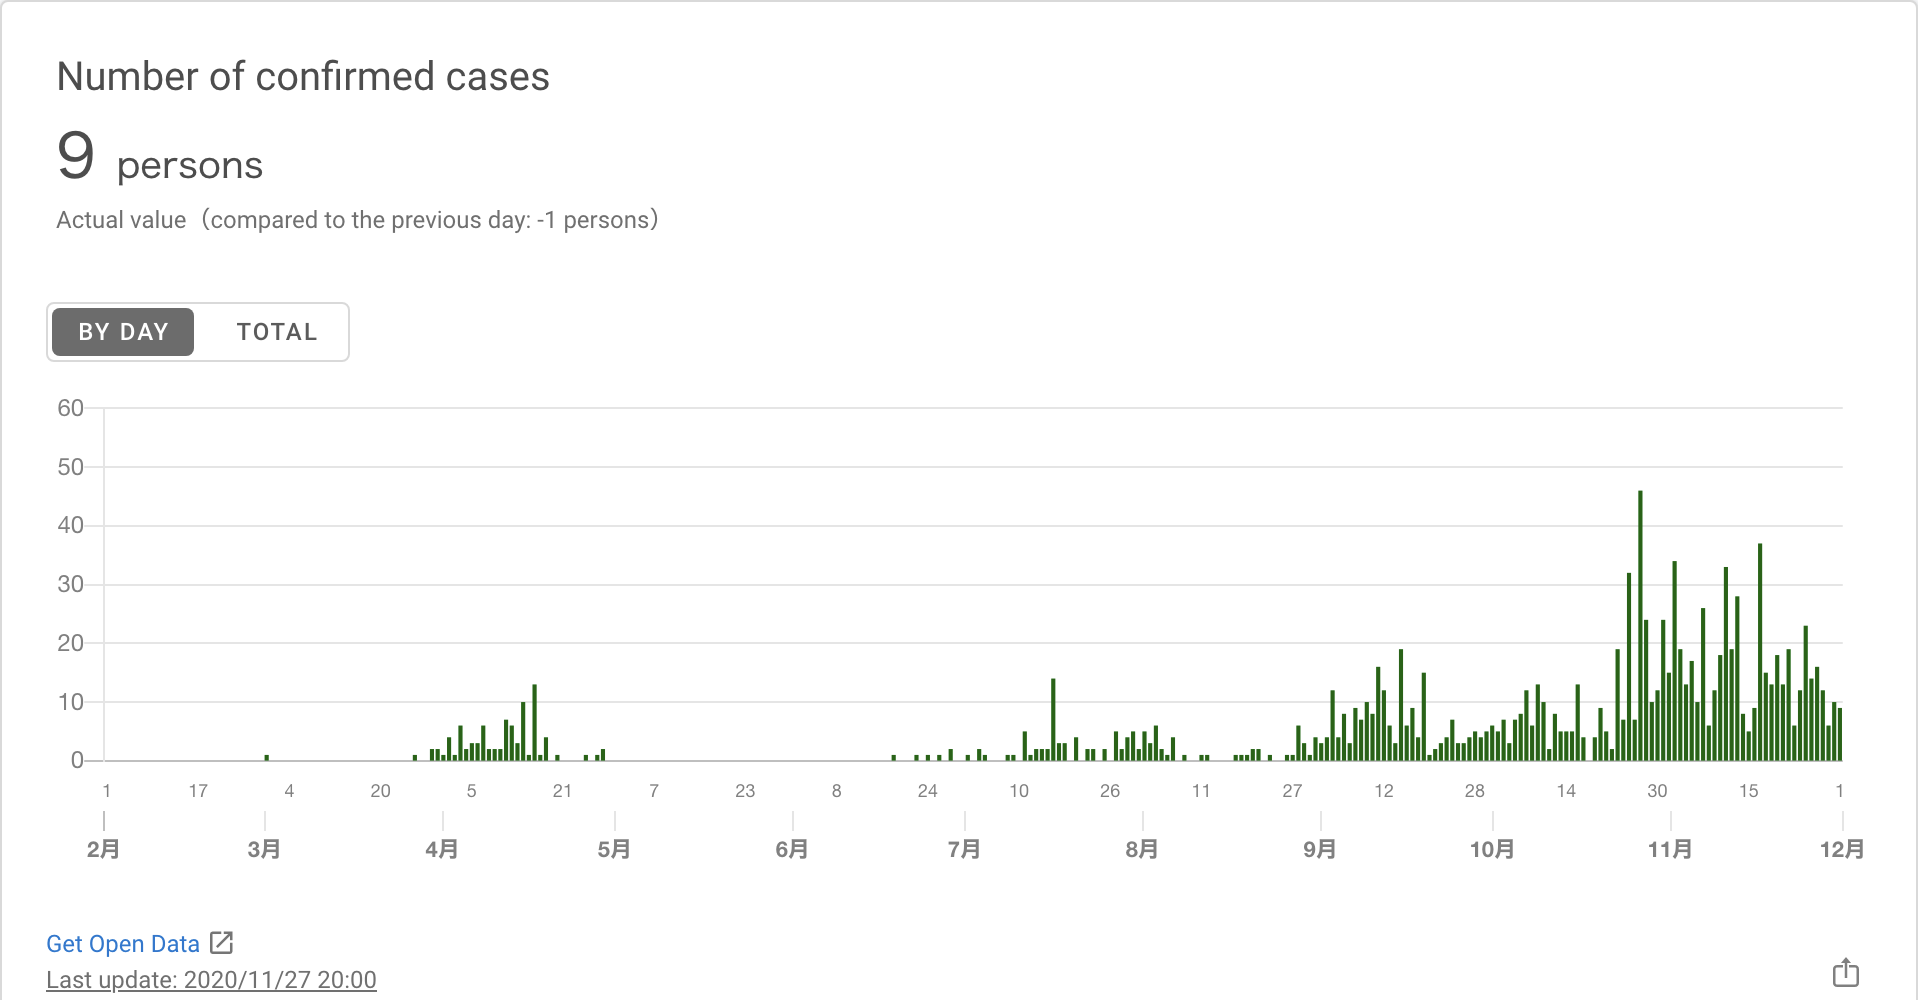 Number of confirmed cases
9 persons
Actual value（compared to the previous day: -1 persons）
BY DAY TOTAL
60
50
40
30
20
10
0
1 17 4 20 5 21 7 23 8 24 10 26 11 27 12 28 14 30 15 1
2月 3月 4月 5月 6月 7月 8月 9月 10月 11月 12月
Get Open Data
Last update: 2020/11/27 20:00